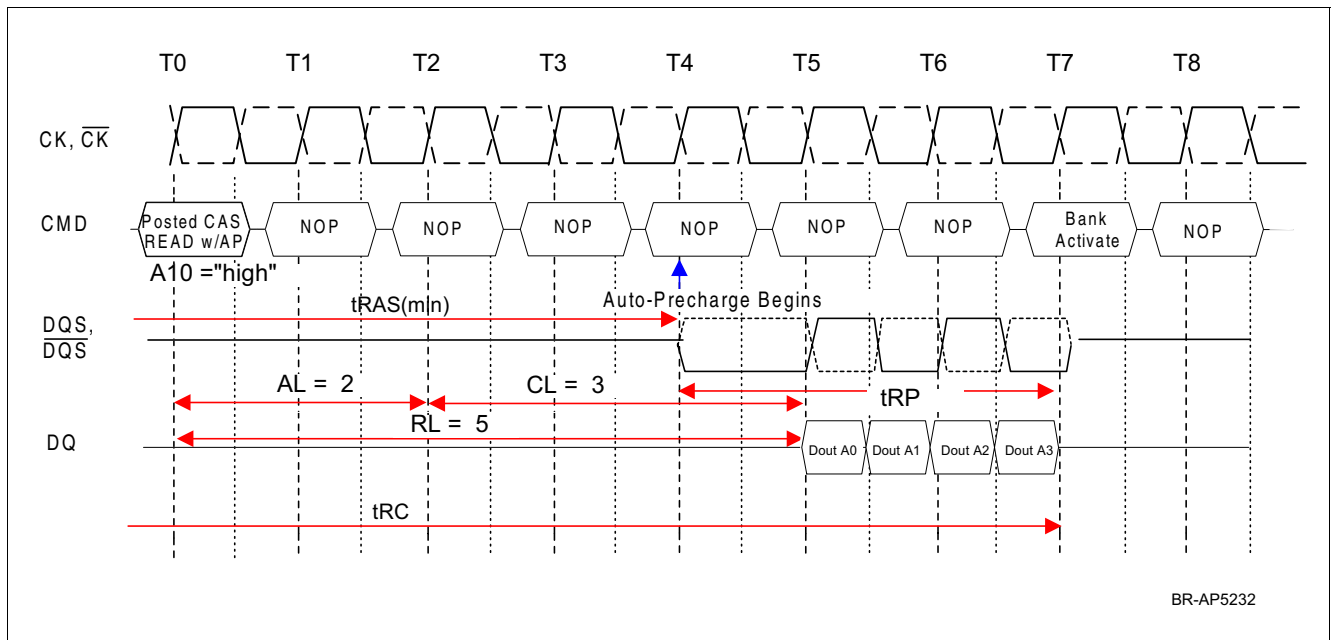 T0 T1 T2 T3 T4 T5 T6 T7 T8
CK, CK
CMD
Posted CAS
READ w/AP
NOP NOP NOP NOP NOP NOP
Bank
Activate
NOP
A10 ="high"
tRAS(min)
Auto-Precharge Begins
DQS,
DQS
AL = 2
CL = 3
tRP
RL = 5
DQ
Dout A0 Dout A1 Dout A2 Dout A3
tRC
BR-AP5232